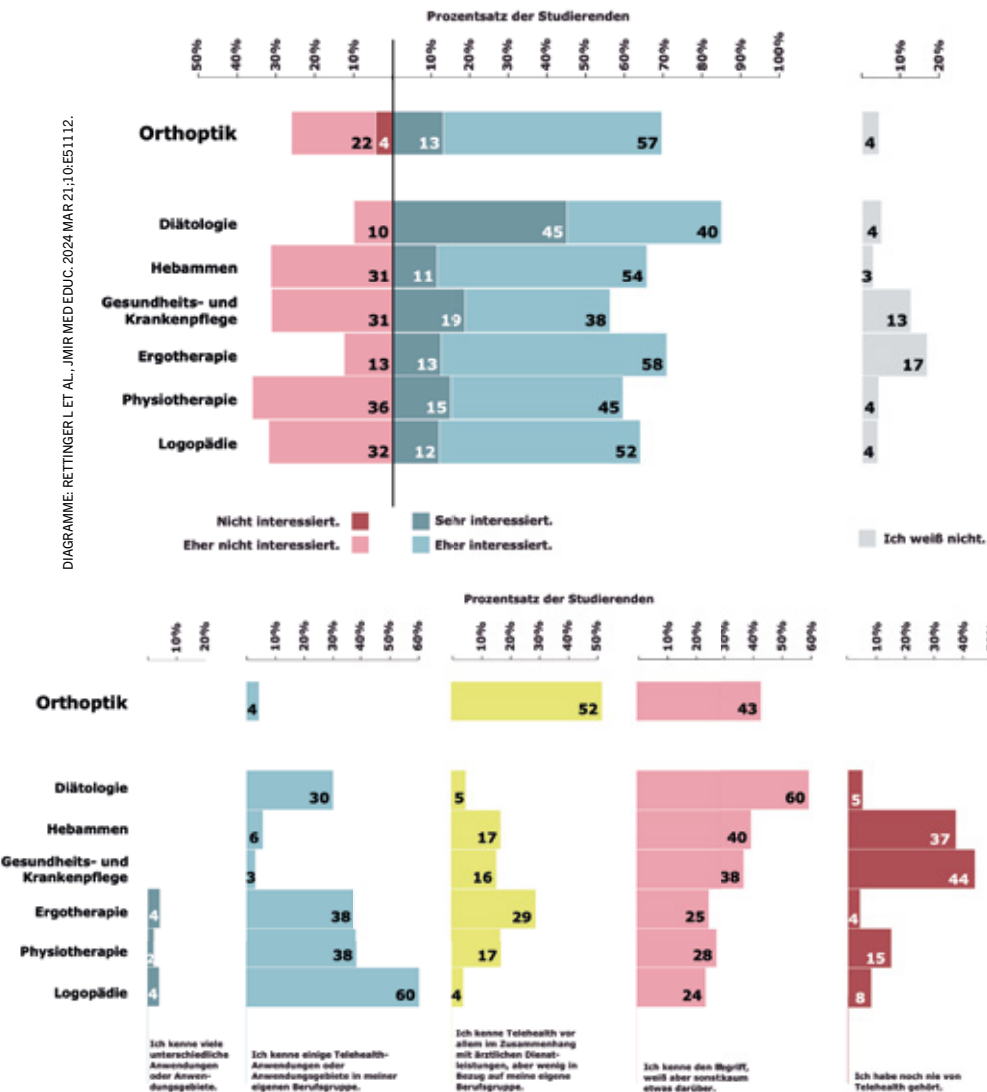 Prozentsatz der Studierenden
50% 40% 30% 20% 10% 10% 20% 30% 40% 50% 60% 70% 80% 90% 100% 10% 20%
Orthoptik 22 4 13 57 4
Diätologie 10 45 40 4
Hebammen 31 11 54 3
Gesundheits- und
Krankenpflege 31 19 38 13
Ergotherapie 13 13 58 17
Physiotherapie 36 15 45 4
Logopädie 32 12 52 4
Nicht interessiert. Sehr interessiert.
Eher nicht interessiert. Eher interessiert.
Ich weiß nicht.
DIAGRAMME: RETTINGER L ET AL., JMIR MED EDUC. 2024 MAR 21;10:E51112.
Prozentsatz der Studierenden
10% 20% 10% 20% 30% 40% 50% 60% 10% 20% 30% 40% 50% 10% 20% 30% 40% 50% 60% 10% 20% 30% 40%
Orthoptik 4 52 43
Diätologie 30 5 60 5
Hebammen 6 17 40 37
Gesundheits- und
Krankenpflege 3 16 38 44
Ergotherapie 4 38 29 25 4
Physiotherapie 2 38 17 28 15
Logopädie 4 60 4 24 8
Ich kenne viele
unterschiedliche
Anwendungen
oder Anwen-
dungsgebiete.
Ich kenne einige Telehealth-
Anwendungen oder
Anwendungsgebiete in meiner
eigenen Berufsgruppe.
Ich kenne Telehealth vor
allem im Zusammenhang
mit ärztlichen Dienst-
leistungen, aber wenig in
Bezug auf meine eigene
Berufsgruppe.
Ich kenne den Begriff,
weiß aber sonst kaum
etwas darüber.
Ich habe noch nie von
Telehealth gehört.